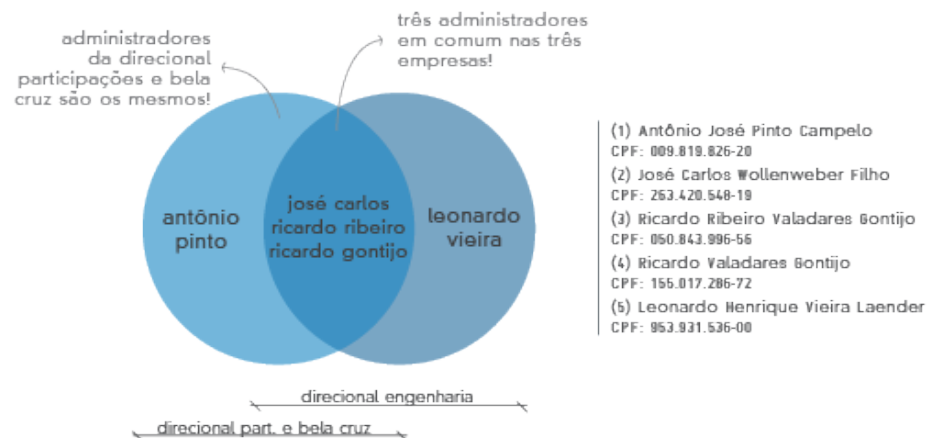 três administradores
em comum nas três
empresas!
administradores
da direcional
participações e bela
cruz são os mesmos!
antônio
pinto
josé carlos
ricardo ribeiro
ricardo gontijo
leonardo
vieira
(1) Antônio José Pinto Campelo
CPF: 009.819.826-20
(2) José Carlos Wollenweber Filho
CPF: 263.420.548-19
(3) Ricardo Ribeiro Valadares Gontijo
CPF: 050.843.996-56
(4) Ricardo Valadares Gontijo
CPF: 155.017.286-72
(5) Leonardo Henrique Vieira Laender
CPF: 953.931.536-00
direcional engenharia
direcional part. e bela cruz